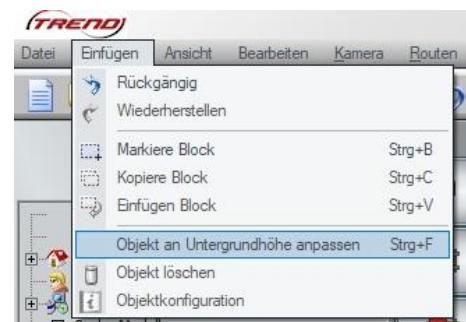 TREND
Datei Einfügen Ansicht Bearbeiten Kamera Routen
Rückgängig
Wiederherstellen
Markiere Block Strg+B
Kopiere Block Strg+C
Einfügen Block Strg+V
Objekt an Untergrundhöhe anpassen Strg+F
Objekt löschen
Objektkonfiguration